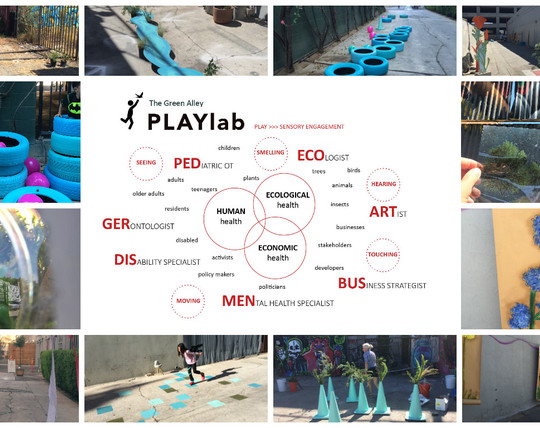 The Green Alley
PLAYlab
PLAY >>> SENSORY ENGAGEMENT
children
SMELLING
ECOLOGIST
SEEING
PEDIATRIC OT
trees
birds
adults
plants
animals
HEARING
older adults
teenagers
ECOLOGICAL
health
insects
residents
HUMAN
health
ARTIST
GERONTOLOGIST
businesses
disabled
ECONOMIC
health
stakeholders
TOUCHING
DISABILITY SPECIALIST
activists
policy makers
developers
politicians
BUSINESS STRATEGIST
MOVING
MENTAL HEALTH SPECIALIST